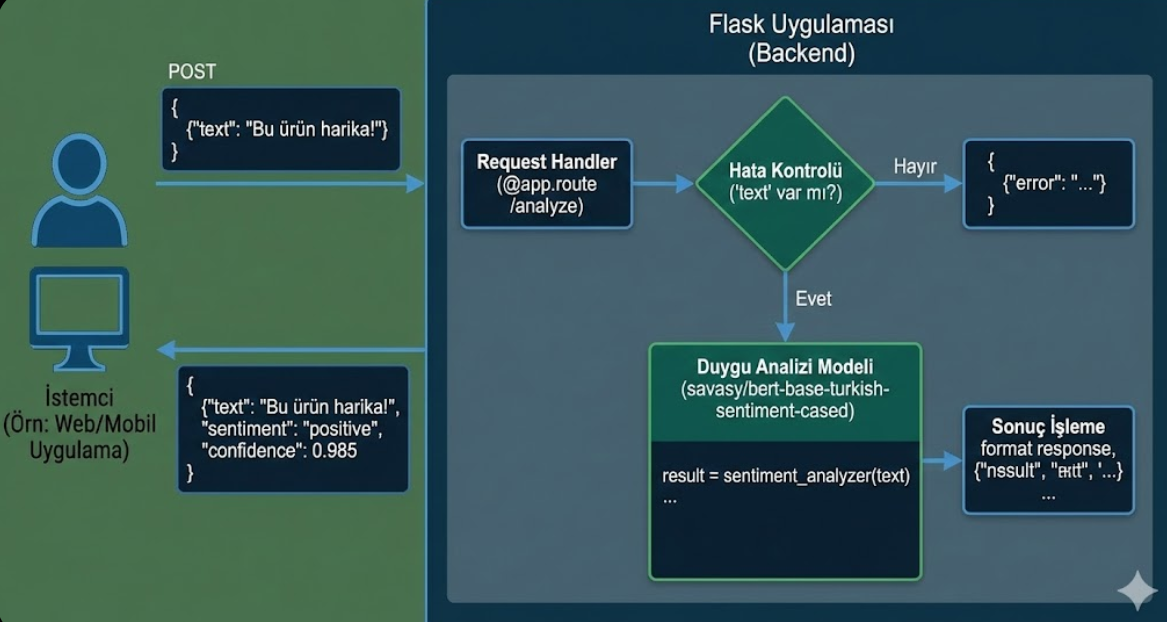 Flask Uygulaması
(Backend)
POST
{
{"text": "Bu ürün harika!"}
}
Request Handler
(@app.route
/analyze)
Hata Kontrolü
('text' var mı?)
Hayır
{
{"error": "..."}
}
Evet
Duygu Analizi Modeli
(savasy/bert-base-turkish-
sentiment-cased)
result = sentiment_analyzer(text)
...
Sonuç İşleme
format response,
{"nssult", '...}
...
İstemci
(Örn: Web/Mobil
Uygulama)
{
{"text": "Bu ürün harika!",
"sentiment": "positive",
"confidence": 0.985
}